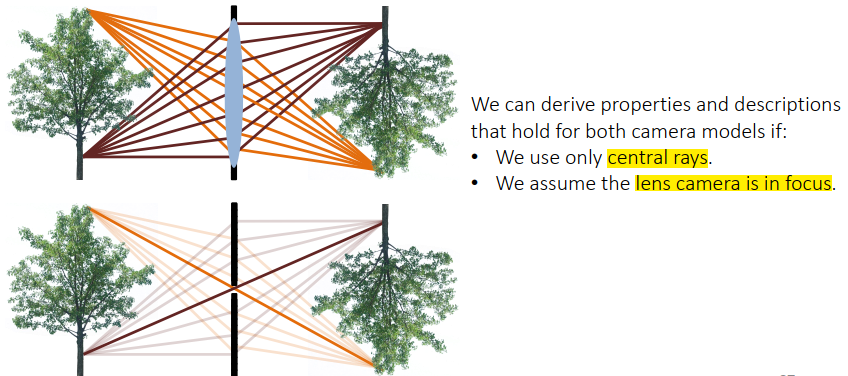 We can derive properties and descriptions
that hold for both camera models if:
• We use only central rays.
• We assume the lens camera is in focus.